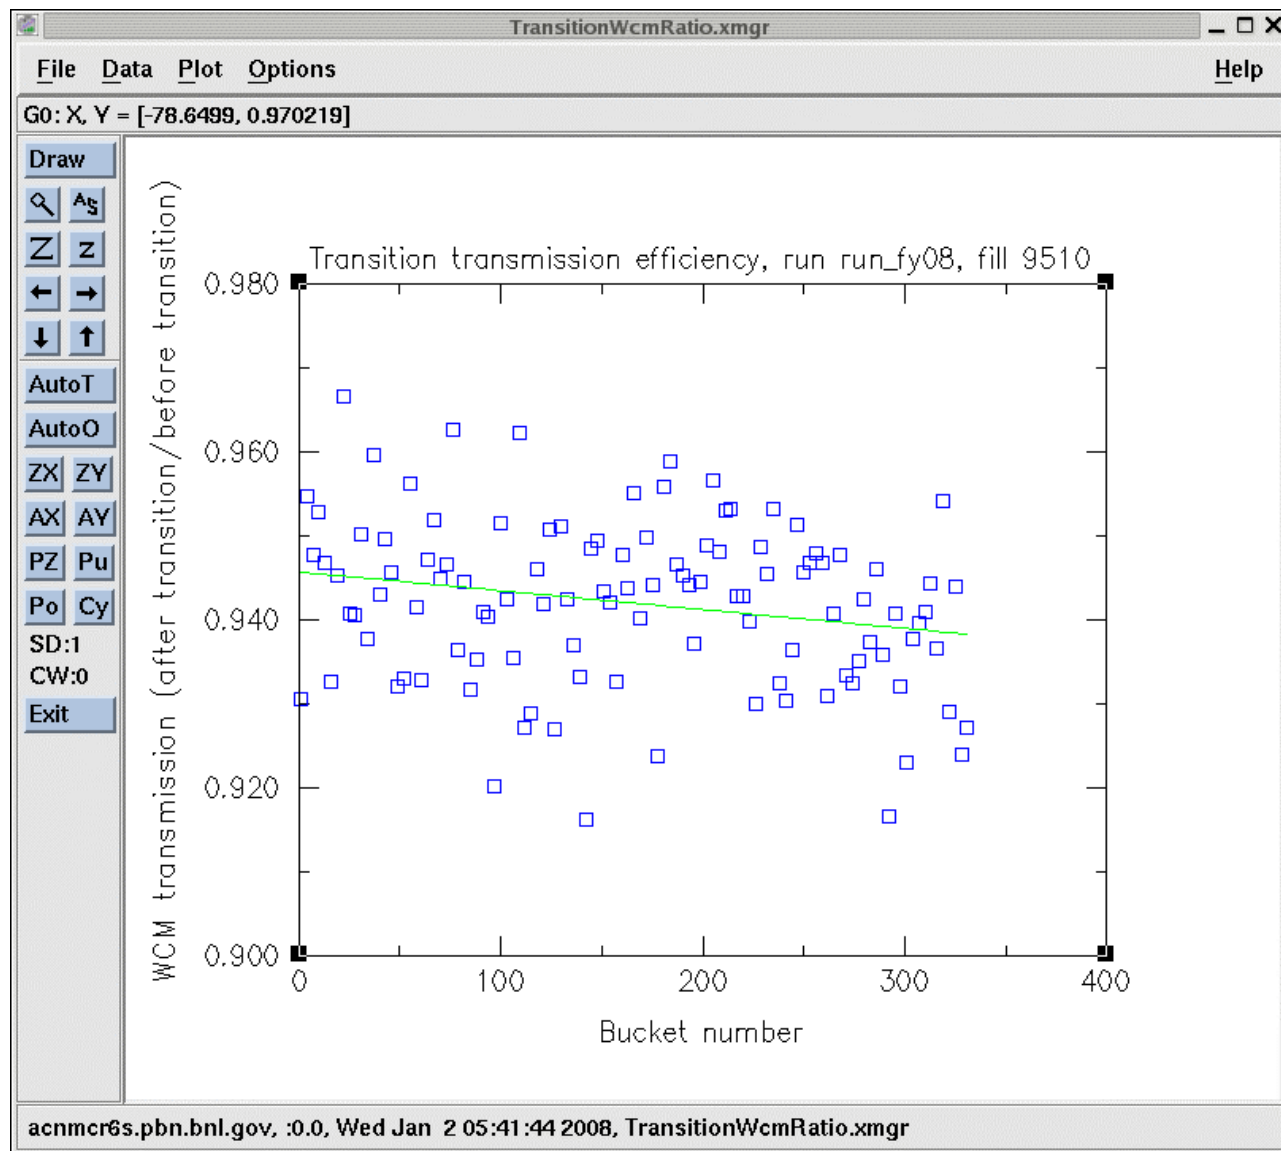 TransitionWcmRatio.xmgr
File Data Plot Options Help
G0: X, Y = [-78.6499, 0.970219]
Draw
A S
Z z
← →
↓ ↑
AutoT
AutoO
ZX ZY
AX AY
PZ Pu
Po Cy
SD:1
CW:0
Exit
Transition transmission efficiency, run run_fy08, fill 9510
WCM transmission (after transition/before transition)
0.980
0.960
0.940
0.920
0.900
0 100 200 300 400
Bucket number
acnmcr6s.pbn.bnl.gov, :0.0, Wed Jan 2 05:41:44 2008, TransitionWcmRatio.xmgr